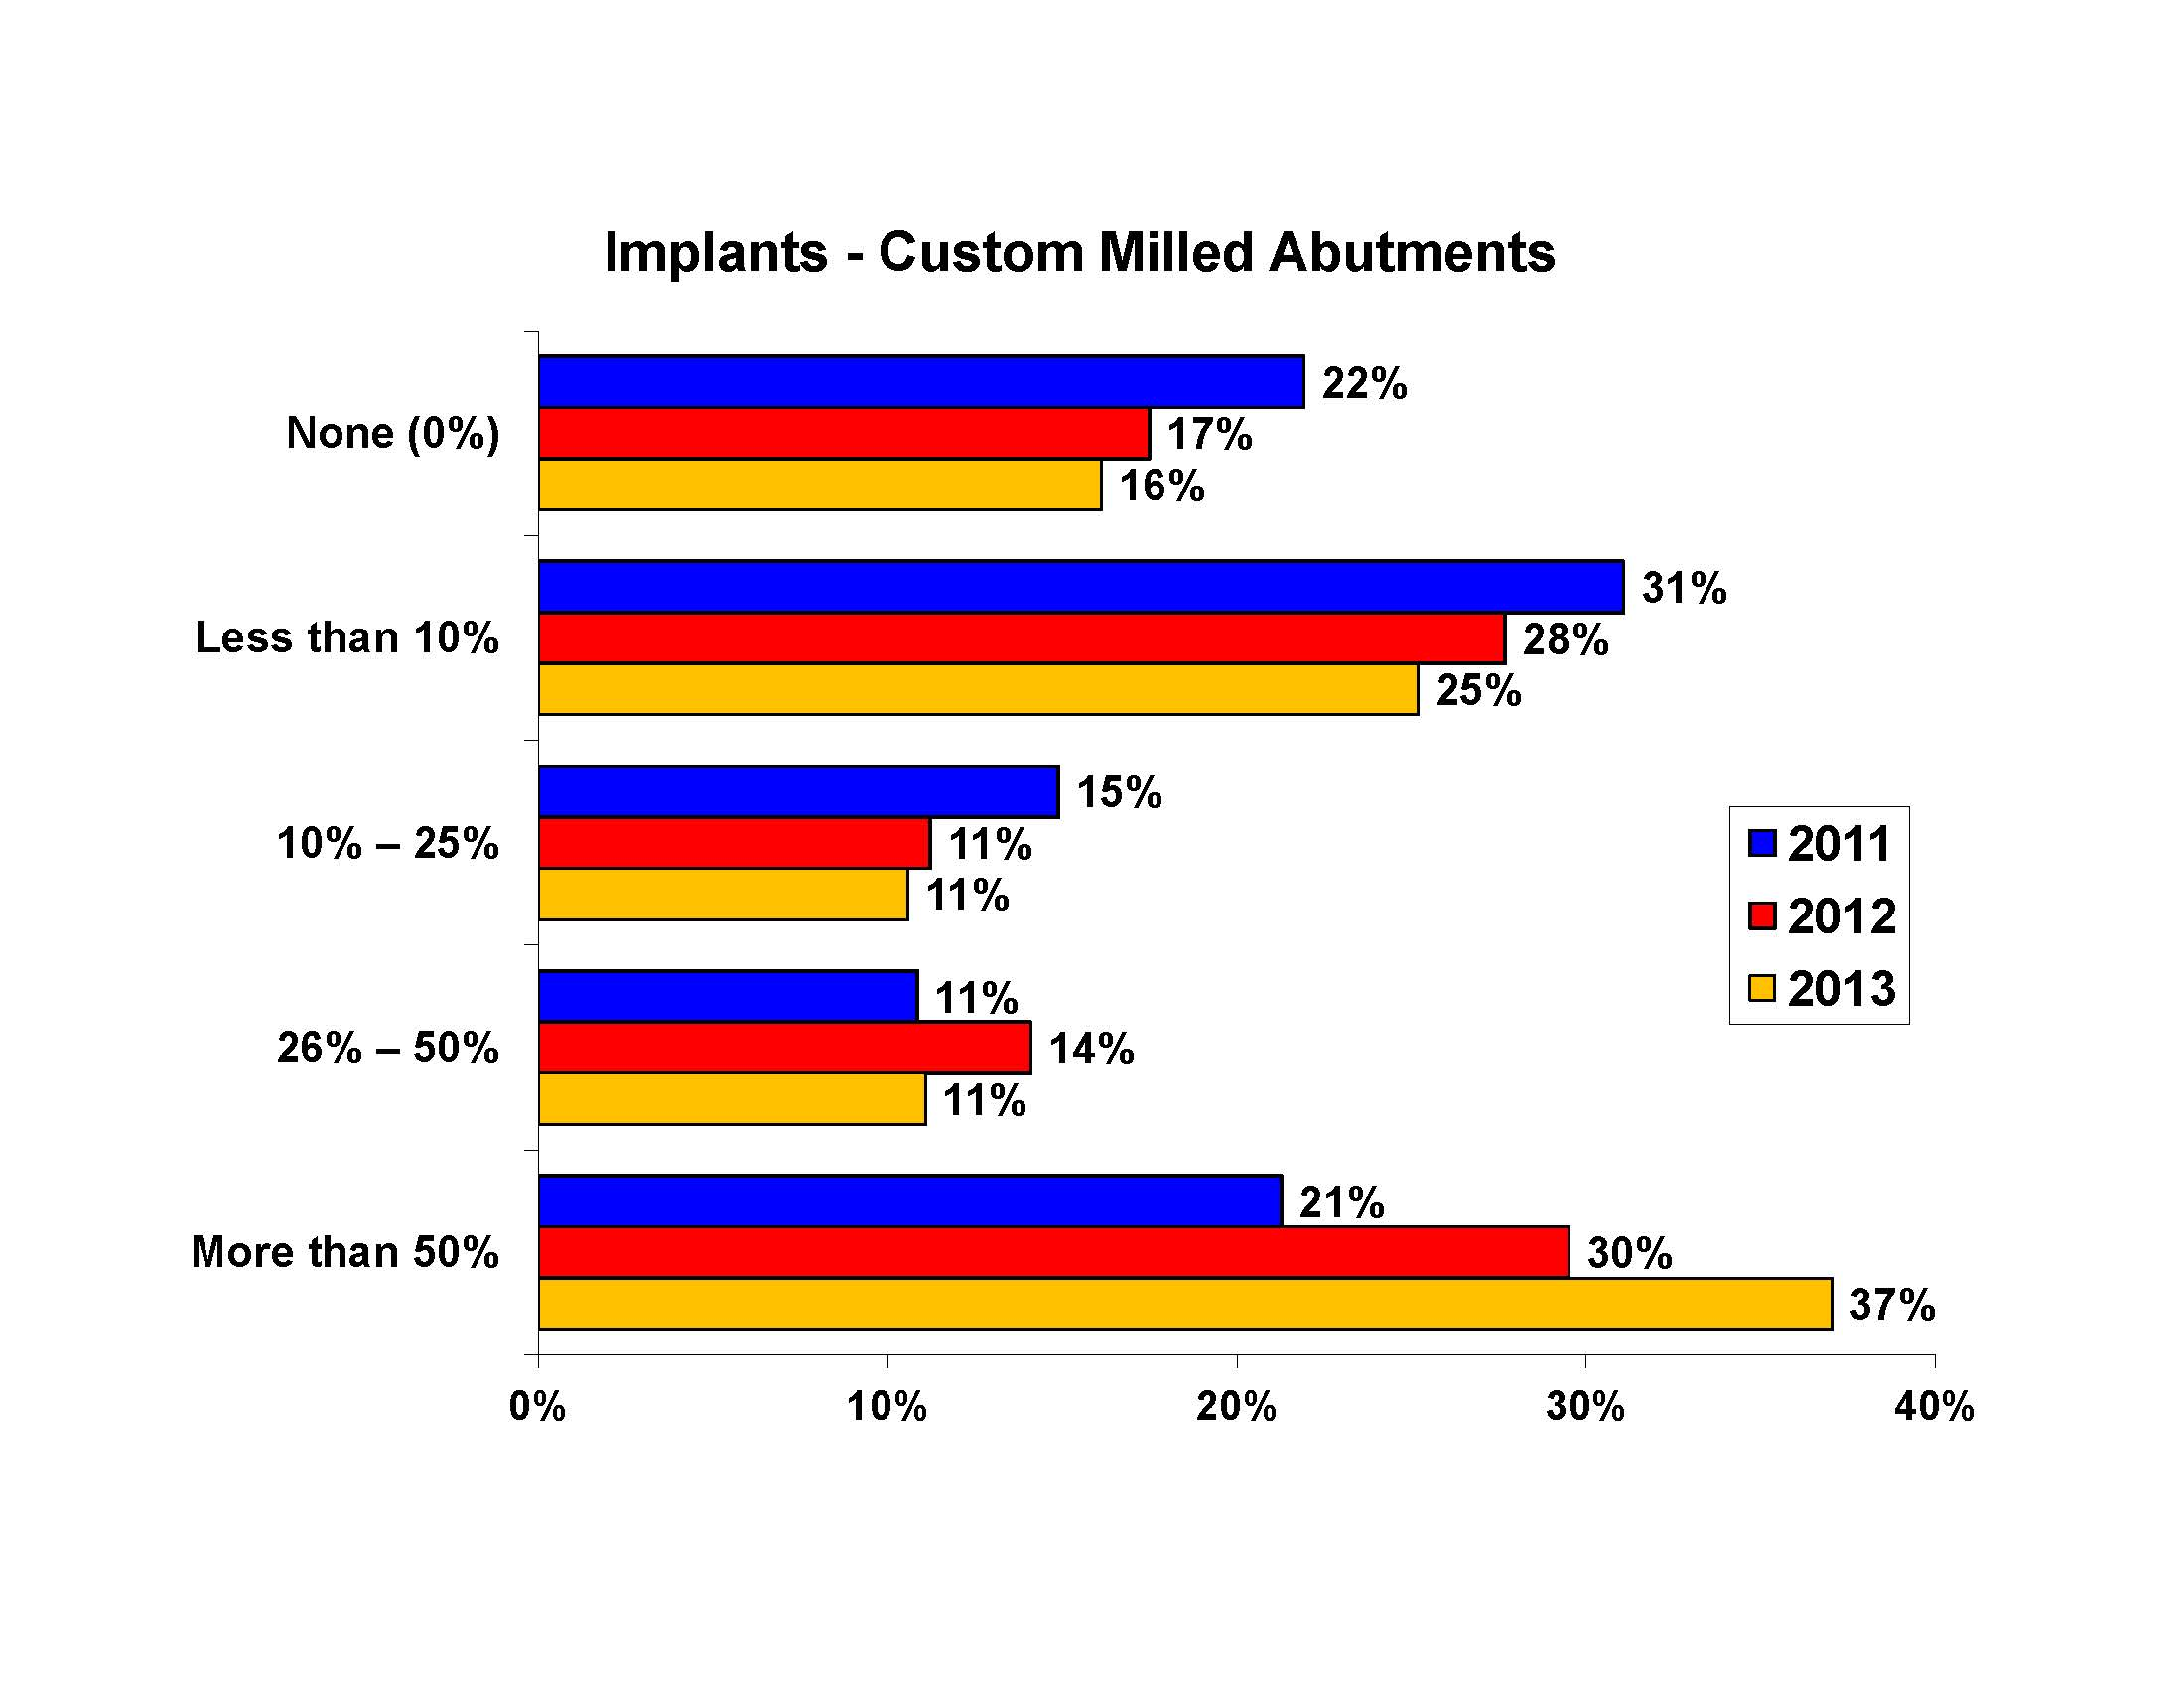 Implants - Custom Milled Abutments
None (0%)
22%
17%
16%
Less than 10%
31%
28%
25%
10% – 25%
15%
11%
11%
26% – 50%
11%
14%
11%
More than 50%
21%
30%
37%
2011
2012
2013
0% 10% 20% 30% 40%